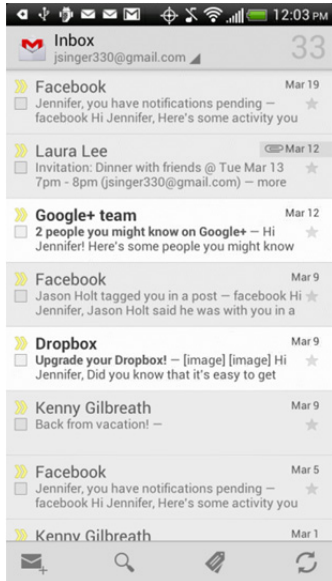 12:03 PM
Inbox
jsinger330@gmail.com
33
Facebook
Mar 19
Jennifer, you have notifications pending —
facebook Hi Jennifer, Here's some activity you
Laura Lee
Mar 12
Invitation: Dinner with friends @ Tue Mar 13
7pm - 8pm (jsinger330@gmail.com) — more
Google+ team
Mar 12
2 people you might know on Google+ — Hi
Jennifer! Here's some people you might know
Facebook
Mar 9
Jason Holt tagged you in a post — facebook Hi
Jennifer, Jason Holt said he was with you in a
Dropbox
Mar 9
Upgrade your Dropbox! — [image] [image] Hi
Jennifer, Did you know that it's easy to get
Kenny Gilbreath
Mar 9
Back from vacation! —
Facebook
Mar 5
Jennifer, you have notifications pending —
facebook Hi Jennifer, Here's some activity you
Kenny Gilbreath
Mar 1